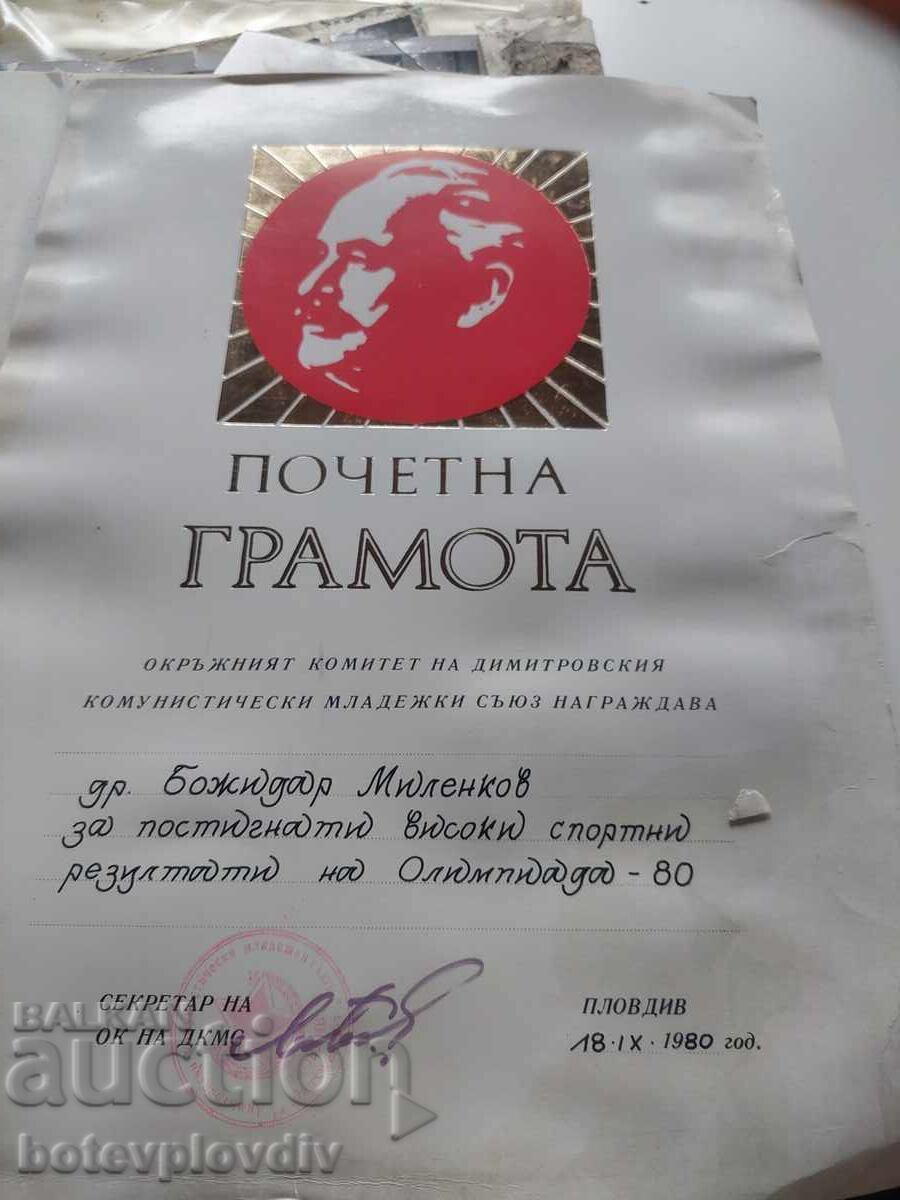 ПОЧЕТНА
ГРАМОТА
ОКРЪЖНИЯТ КОМИТЕТ НА ДИМИТРОВСКИЯ
КОМУНИСТИЧЕСКИ МЛАДЕЖКИ СЪЮЗ НАГРАЖДАВА
др. Божидар Миленков
за постигнати високи спортни
резултати на Олимпиада - 80
СЕКРЕТАР НА
ОК НА ДКМС
ПЛОВДИВ
18·IX·1980 год.
BALKAN
auction
botevplovdiv